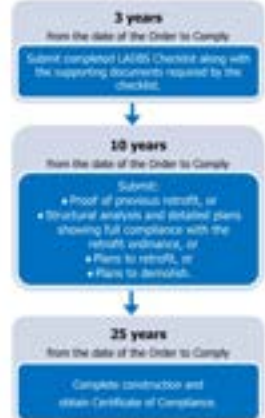 3 years
from the date of the Order to Comply
Submit completed LADBS Checklist along with
the supporting documents required by the
checklist.
10 years
from the date of the Order to Comply
Submit:
• Proof of previous retrofit, or
• Structural analysis and detailed plans
showing full compliance with the
retrofit ordinance, or
• Plans to retrofit, or
• Plans to demolish.
25 years
from the date of the Order to Comply
Complete construction and
obtain Certificate of Compliance.